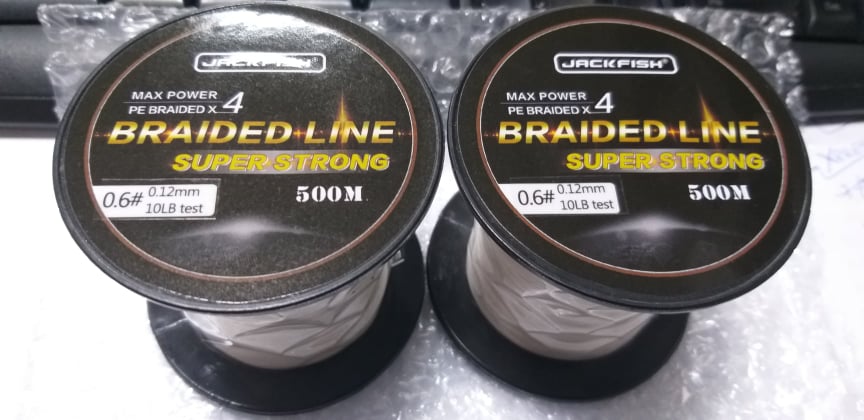 JACKFISH®
MAX POWER
PE BRAIDED X 4
BRAIDED LINE
SUPER STRONG
0.6# 0.12mm
10LB test
500M
JACKFISH®
MAX POWER
PE BRAIDED X 4
BRAIDED LINE
SUPER STRONG
0.6# 0.12mm
10LB test
500M